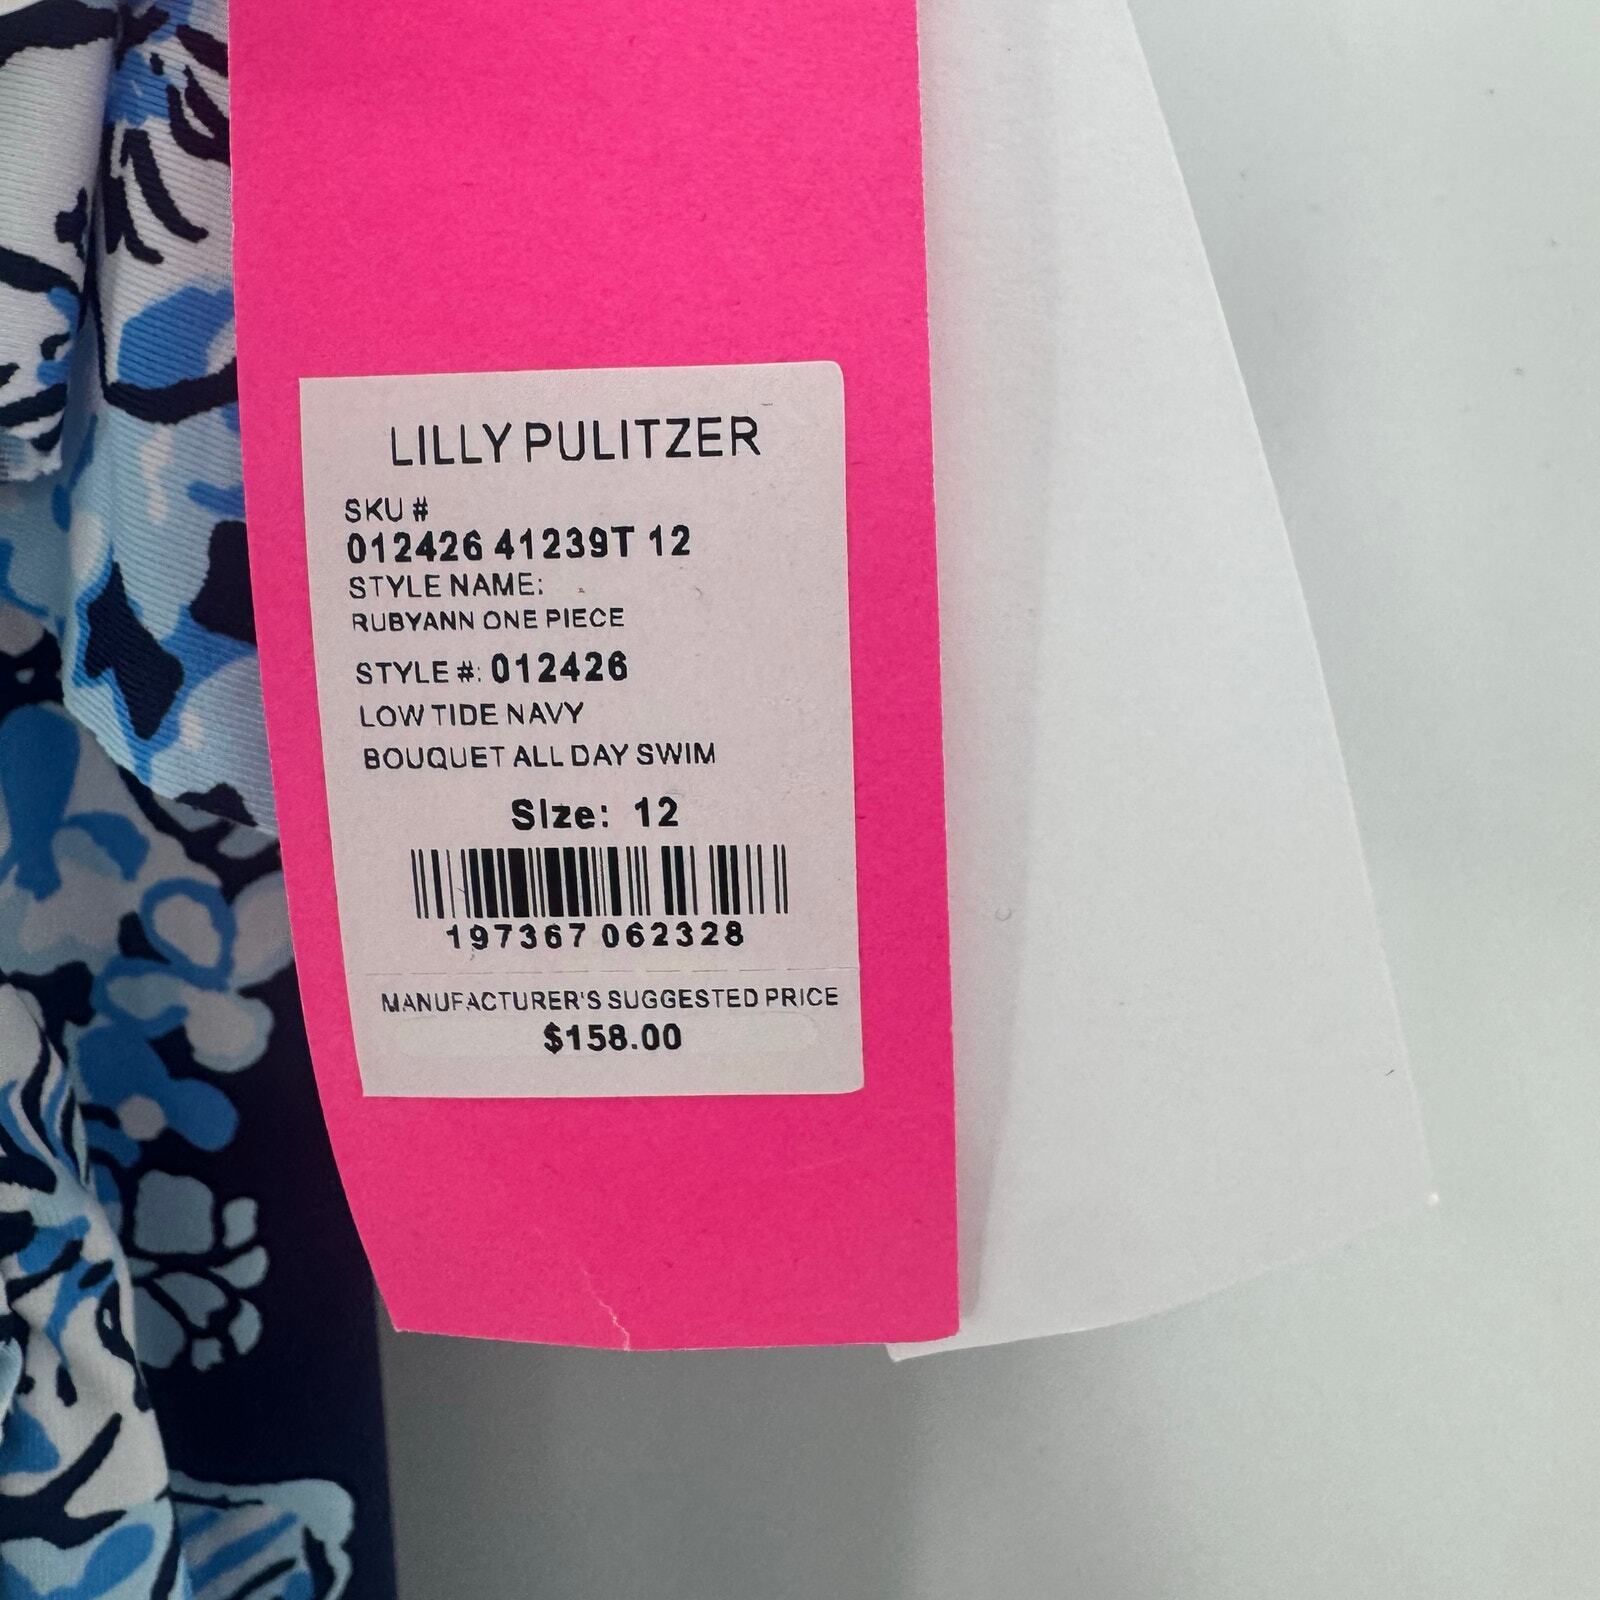 LILLY PULITZER
SKU #
012426 41239T 12
STYLE NAME:
RUBYANN ONE PIECE
STYLE #: 012426
LOW TIDE NAVY
BOUQUET ALL DAY SWIM
Size: 12
197367 062328
MANUFACTURER'S SUGGESTED PRICE
$158.00